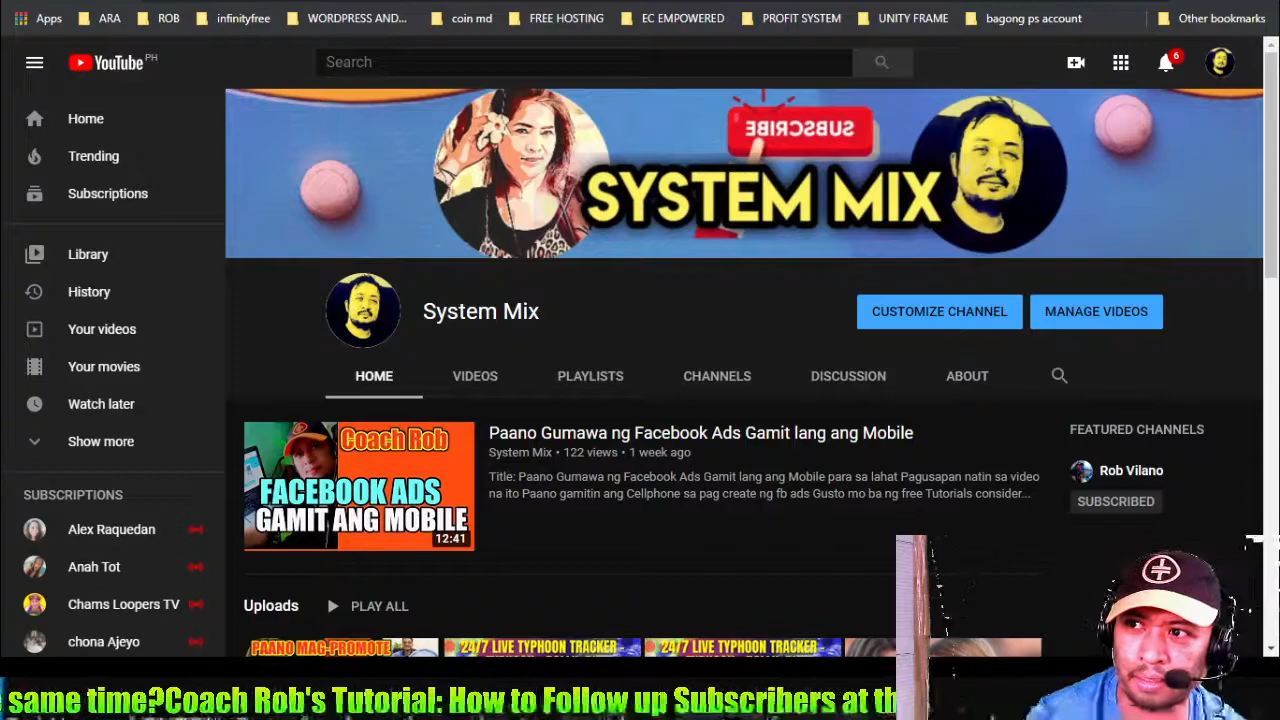 Apps ARA ROB infinityfree WORDPRESS AND... coin md FREE HOSTING EC EMPOWERED PROFIT SYSTEM UNITY FRAME bagong ps account Other bookmarks
YouTube PH Search 6
Home
Trending
Subscriptions
SUBSCRIBE
SYSTEM MIX
Library
History
Your videos
Your movies
Watch later
Show more
System Mix CUSTOMIZE CHANNEL MANAGE VIDEOS
HOME VIDEOS PLAYLISTS CHANNELS DISCUSSION ABOUT
Coach Rob
FACEBOOK ADS
GAMIT ANG MOBILE
12:41
Paano Gumawa ng Facebook Ads Gamit lang ang Mobile
System Mix • 122 views • 1 week ago
Title: Paano Gumawa ng Facebook Ads Gamit lang ang Mobile para sa lahat Pagusapan natin sa video
na ito Paano gamitin ang Cellphone sa pag create ng fb ads Gusto mo ba ng free Tutorials consider...
FEATURED CHANNELS
Rob Vilano
SUBSCRIBED
SUBSCRIPTIONS
Alex Raquedan
Anah Tot
Chams Loopers TV
chona Ajeyo
Uploads PLAY ALL
PAANO MAG-PROMOTE 24/7 LIVE TYPHOON TRACKER - 24/7 LIVE TYPHOON TRACKER -
same time?Coach Rob's Tutorial: How to Follow up Subscribers at th